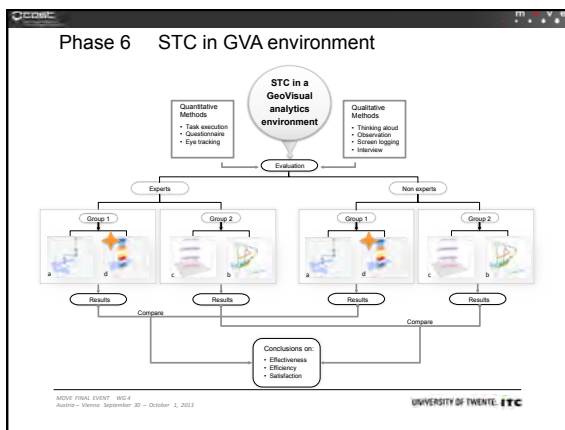 cost
move
Phase 6 STC in GVA environment
STC in a
GeoVisual
analytics
environment
Quantitative
Methods
• Task execution
• Questionnaire
• Eye tracking
Qualitative
Methods
• Thinking aloud
• Observation
• Screen logging
• Interview
Evaluation
Experts
Non experts
Group 1
Group 2
Group 1
Group 2
a
d
c
b
a
d
c
b
Results
Results
Results
Results
Compare
Compare
Conclusions on:
• Effectiveness
• Efficiency
• Satisfaction
MOVE FINAL EVENT WG 4
Austria – Vienna September 30 – October 1, 2013
UNIVERSITY OF TWENTE. ITC